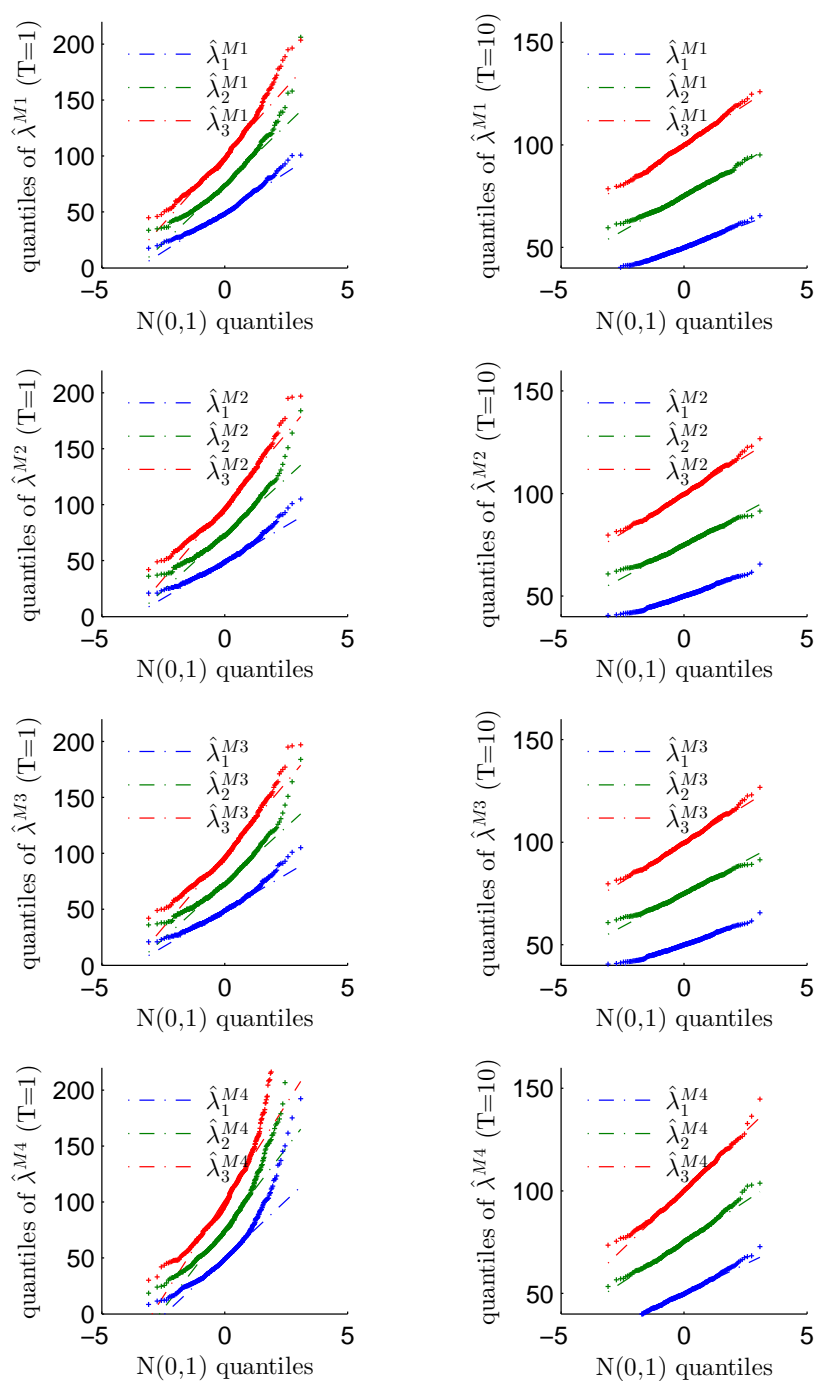 quantiles of λ̂^{M1} (T=1)
200
150
100
50
0
λ̂_1^{M1}
λ̂_2^{M1}
λ̂_3^{M1}
−5 0 5
N(0,1) quantiles
quantiles of λ̂^{M1} (T=10)
150
100
50
λ̂_1^{M1}
λ̂_2^{M1}
λ̂_3^{M1}
−5 0 5
N(0,1) quantiles
quantiles of λ̂^{M2} (T=1)
200
150
100
50
0
λ̂_1^{M2}
λ̂_2^{M2}
λ̂_3^{M2}
−5 0 5
N(0,1) quantiles
quantiles of λ̂^{M2} (T=10)
150
100
50
λ̂_1^{M2}
λ̂_2^{M2}
λ̂_3^{M2}
−5 0 5
N(0,1) quantiles
quantiles of λ̂^{M3} (T=1)
200
150
100
50
0
λ̂_1^{M3}
λ̂_2^{M3}
λ̂_3^{M3}
−5 0 5
N(0,1) quantiles
quantiles of λ̂^{M3} (T=10)
150
100
50
λ̂_1^{M3}
λ̂_2^{M3}
λ̂_3^{M3}
−5 0 5
N(0,1) quantiles
quantiles of λ̂^{M4} (T=1)
200
150
100
50
0
λ̂_1^{M4}
λ̂_2^{M4}
λ̂_3^{M4}
−5 0 5
N(0,1) quantiles
quantiles of λ̂^{M4} (T=10)
150
100
50
λ̂_1^{M4}
λ̂_2^{M4}
λ̂_3^{M4}
−5 0 5
N(0,1) quantiles